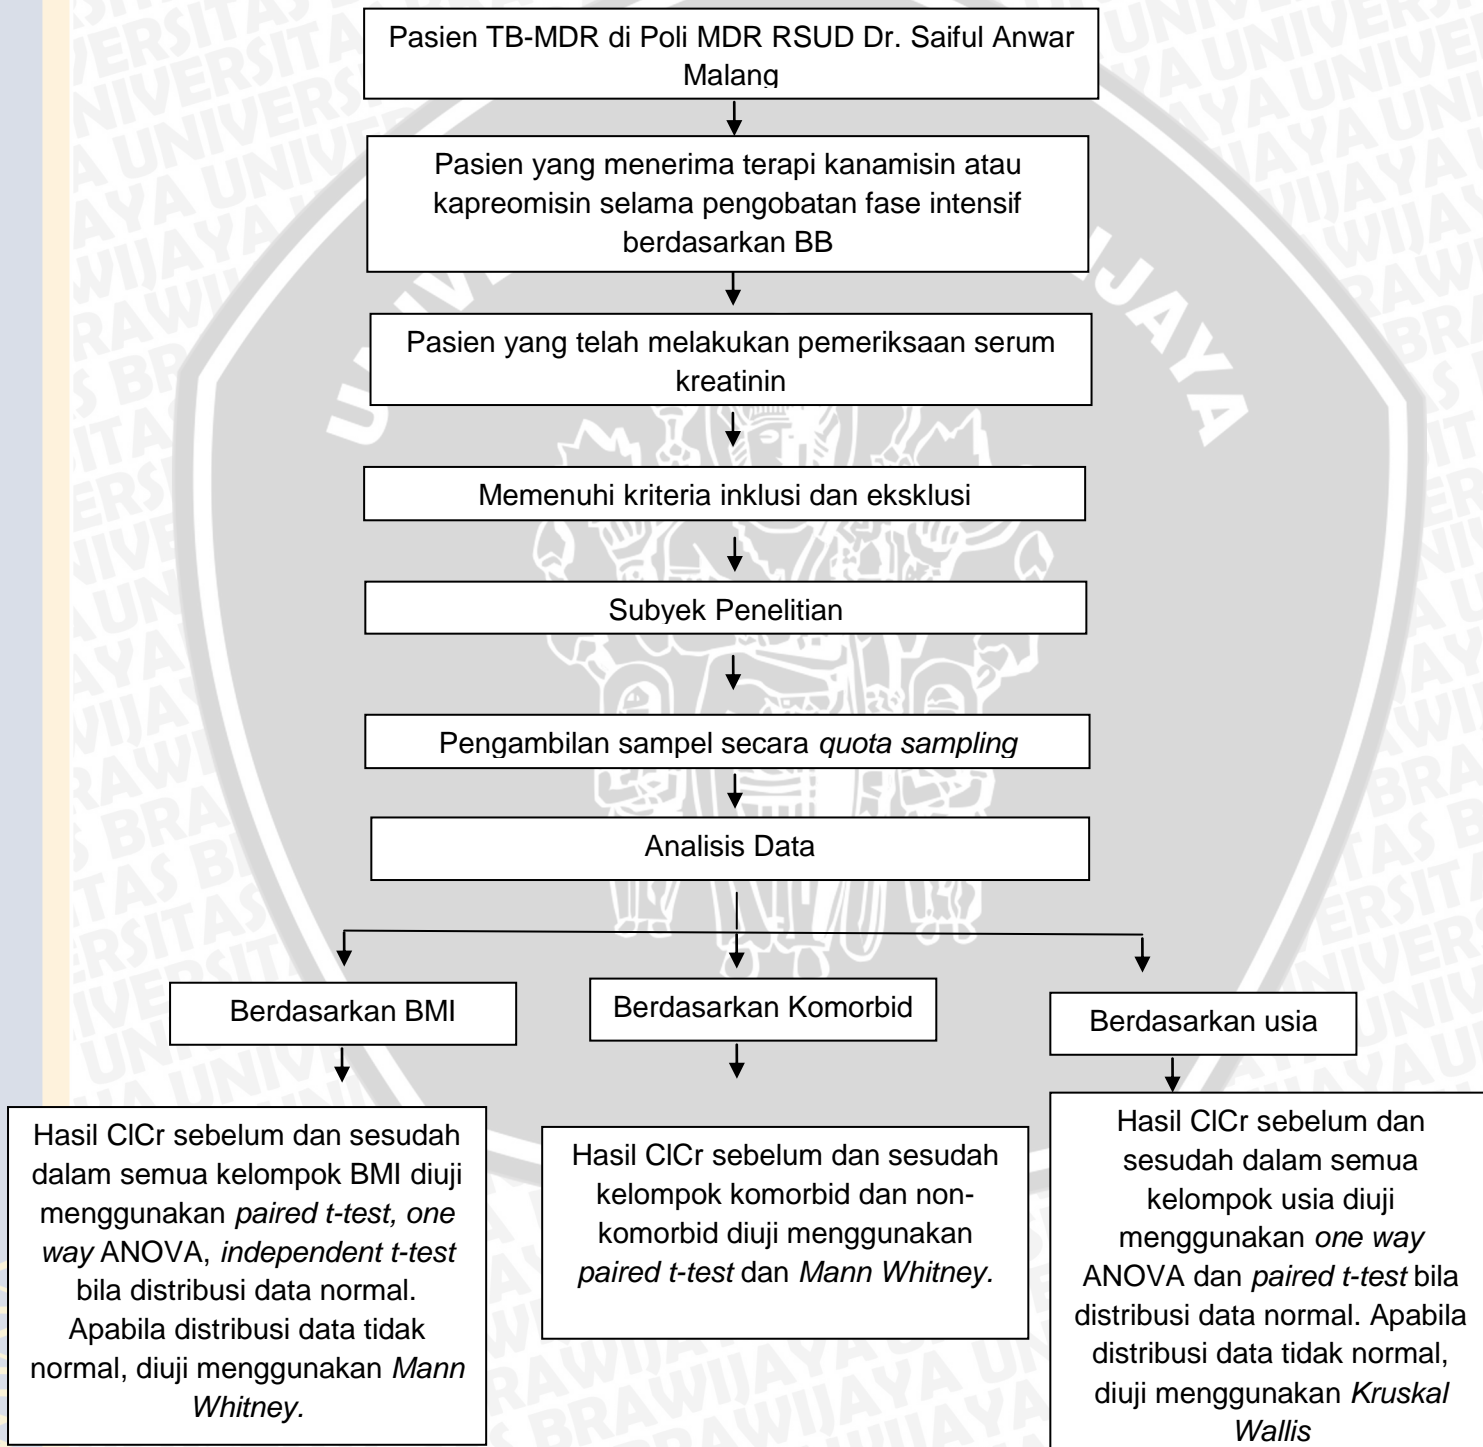 Pasien TB-MDR di Poli MDR RSUD Dr. Saiful Anwar
Malang
Pasien yang menerima terapi kanamisin atau
kapreomisin selama pengobatan fase intensif
berdasarkan BB
Pasien yang telah melakukan pemeriksaan serum
kreatinin
Memenuhi kriteria inklusi dan eksklusi
Subyek Penelitian
Pengambilan sampel secara quota sampling
Analisis Data
Berdasarkan BMI
Berdasarkan Komorbid
Berdasarkan usia
Hasil ClCr sebelum dan sesudah
dalam semua kelompok BMI diuji
menggunakan paired t-test, one
way ANOVA, independent t-test
bila distribusi data normal.
Apabila distribusi data tidak
normal, diuji menggunakan Mann
Whitney.
Hasil ClCr sebelum dan sesudah
kelompok komorbid dan non-
komorbid diuji menggunakan
paired t-test dan Mann Whitney.
Hasil ClCr sebelum dan
sesudah dalam semua
kelompok usia diuji
menggunakan one way
ANOVA dan paired t-test bila
distribusi data normal. Apabila
distribusi data tidak normal,
diuji menggunakan Kruskal
Wallis